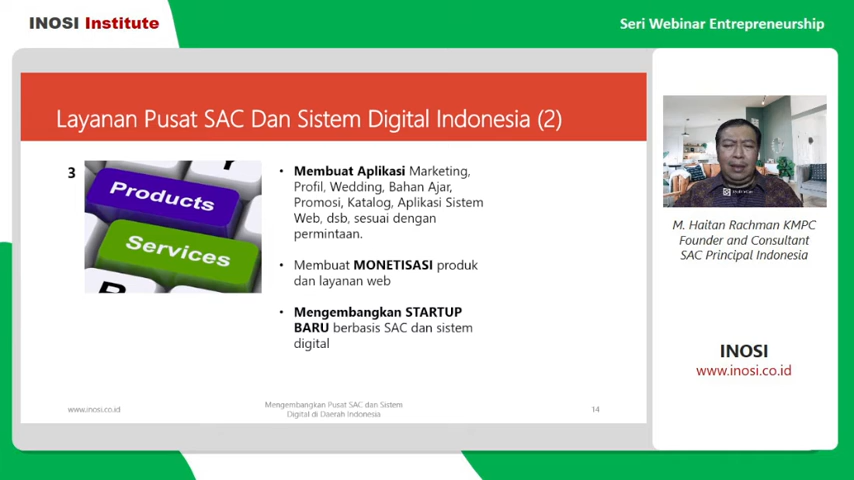 INOSI Institute
Seri Webinar Entrepreneurship
Layanan Pusat SAC Dan Sistem Digital Indonesia (2)
3
Products
Services
• Membuat Aplikasi Marketing,
Profil, Wedding, Bahan Ajar,
Promosi, Katalog, Aplikasi Sistem
Web, dsb, sesuai dengan
permintaan.
• Membuat MONETISASI produk
dan layanan web
• Mengembangkan STARTUP
BARU berbasis SAC dan sistem
digital
www.inosi.co.id
Mengembangkan Pusat SAC dan Sistem
Digital di Daerah Indonesia
14
M. Haitan Rachman KMPC
Founder and Consultant
SAC Principal Indonesia
INOSI
www.inosi.co.id